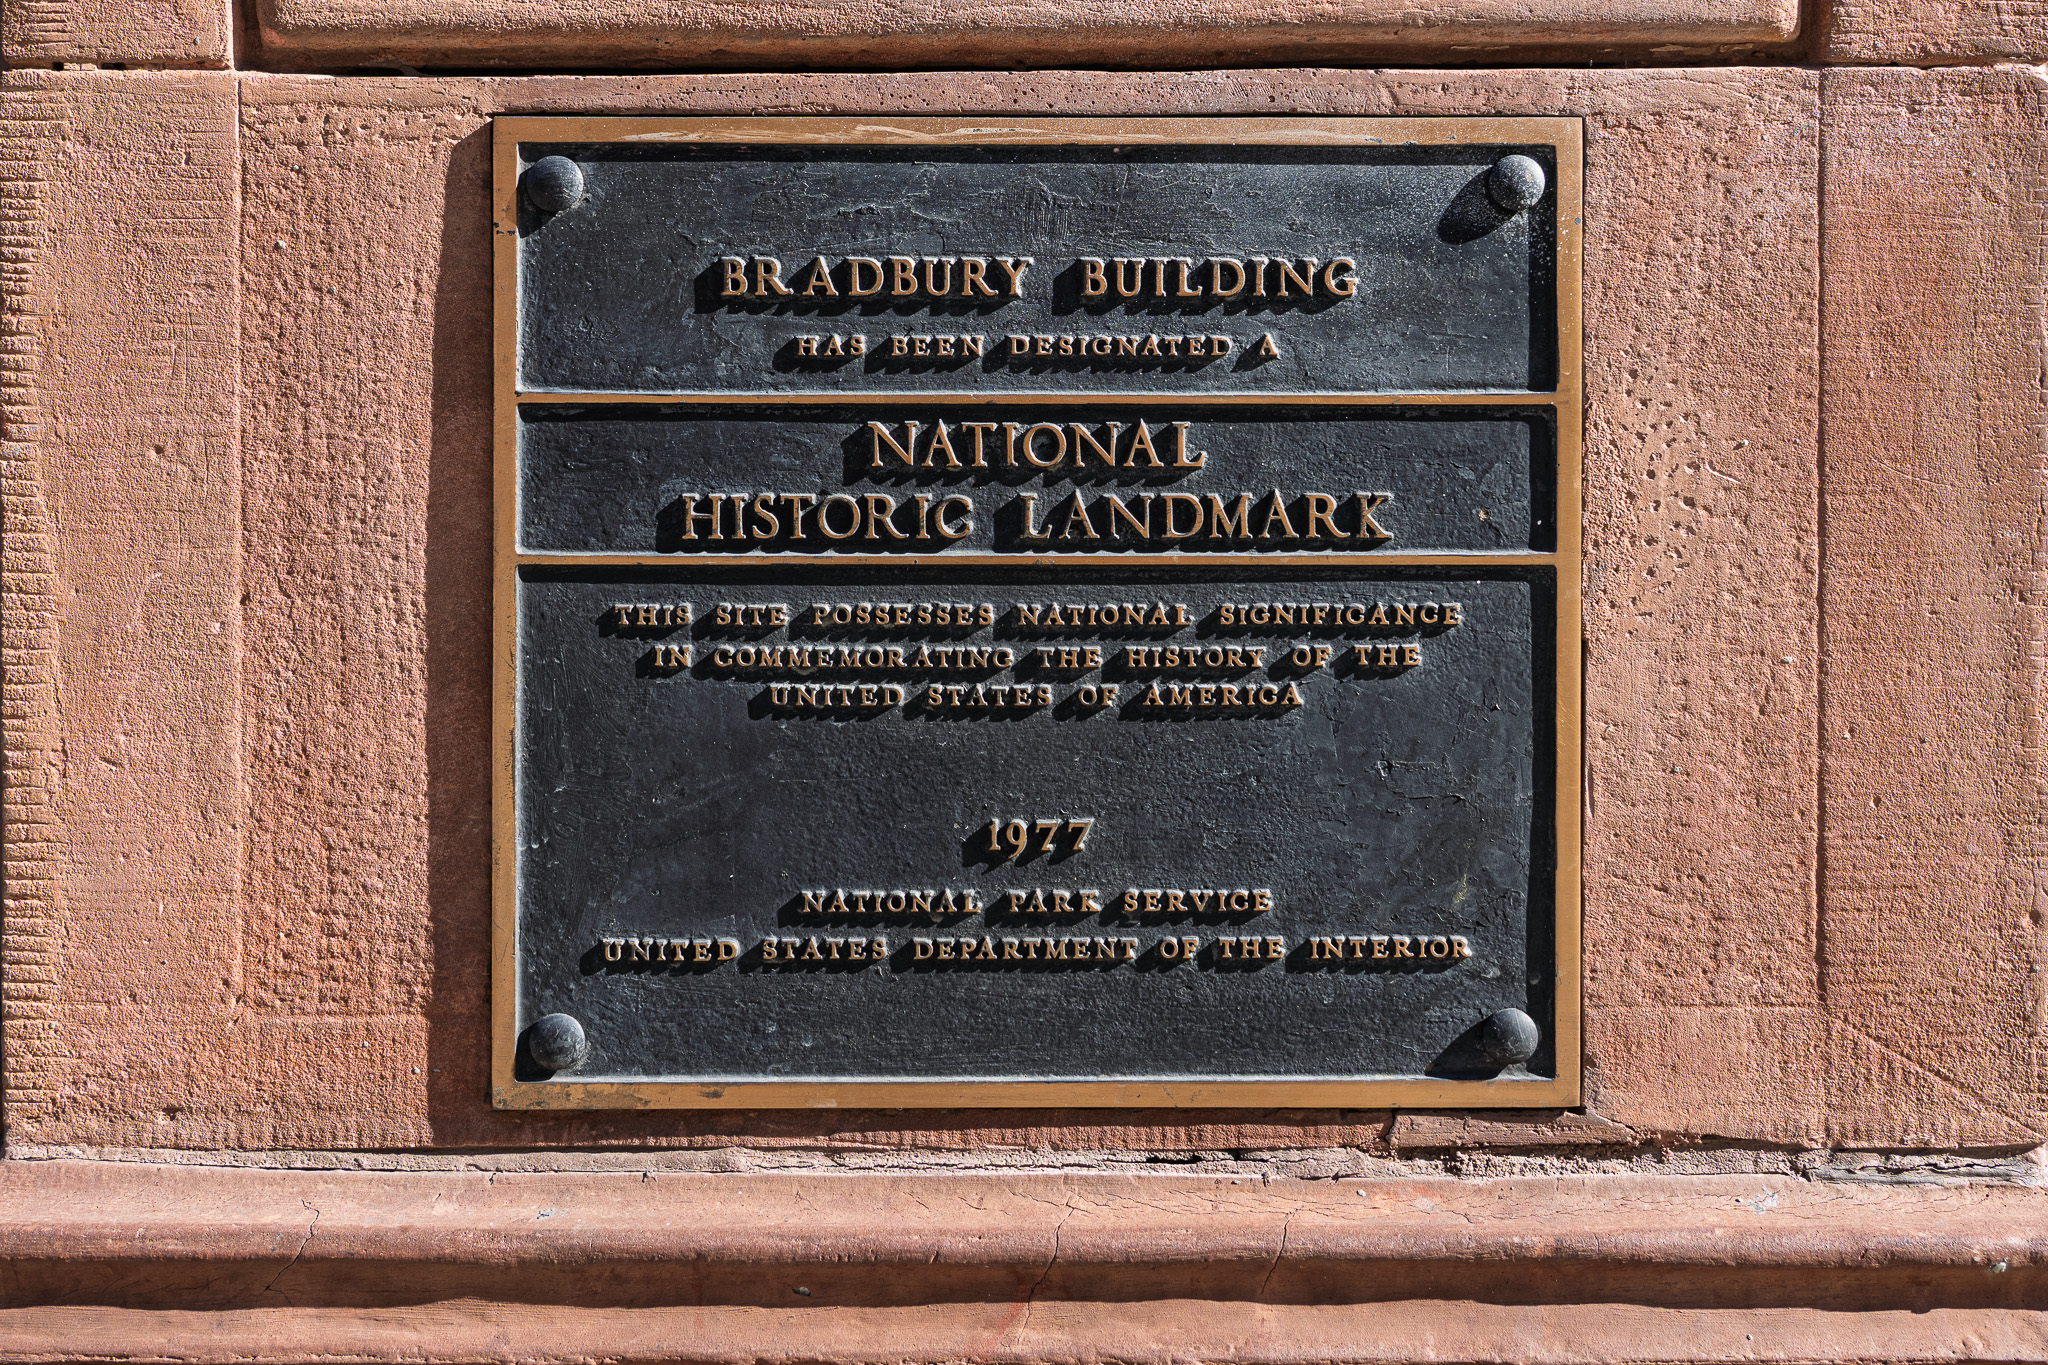 BRADBURY BUILDING
HAS BEEN DESIGNATED A
NATIONAL
HISTORIC LANDMARK
THIS SITE POSSESSES NATIONAL SIGNIFICANCE
IN COMMEMORATING THE HISTORY OF THE
UNITED STATES OF AMERICA
1977
NATIONAL PARK SERVICE
UNITED STATES DEPARTMENT OF THE INTERIOR